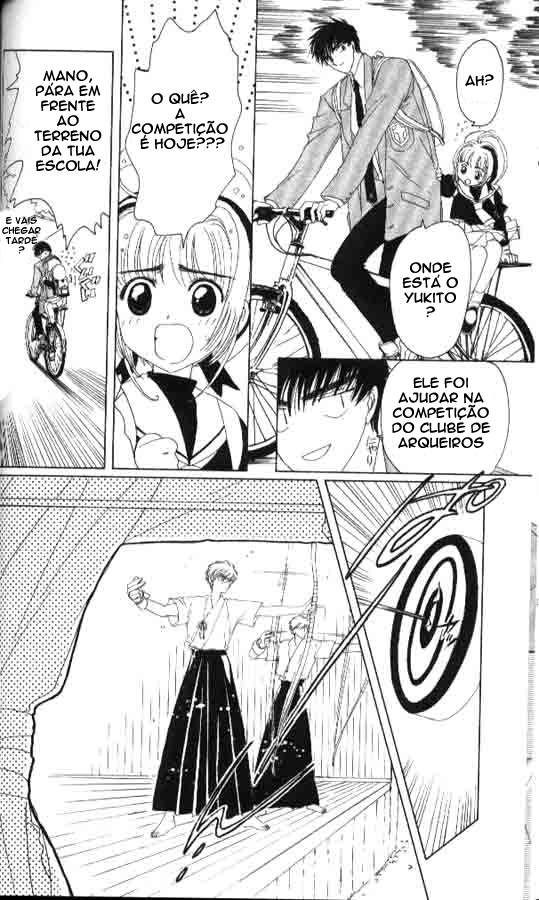 AH?
ONDE
ESTÁ O
YUKITO
?
ELE FOI
AJUDAR NA
COMPETIÇÃO
DO CLUBE DE
ARQUEIROS
O QUÊ?
A
COMPETIÇÃO
É HOJE???
MANO,
PÁRA EM
FRENTE
AO
TERRENO
DA TUA
ESCOLA!
E VAIS
CHEGAR
TARDE
?